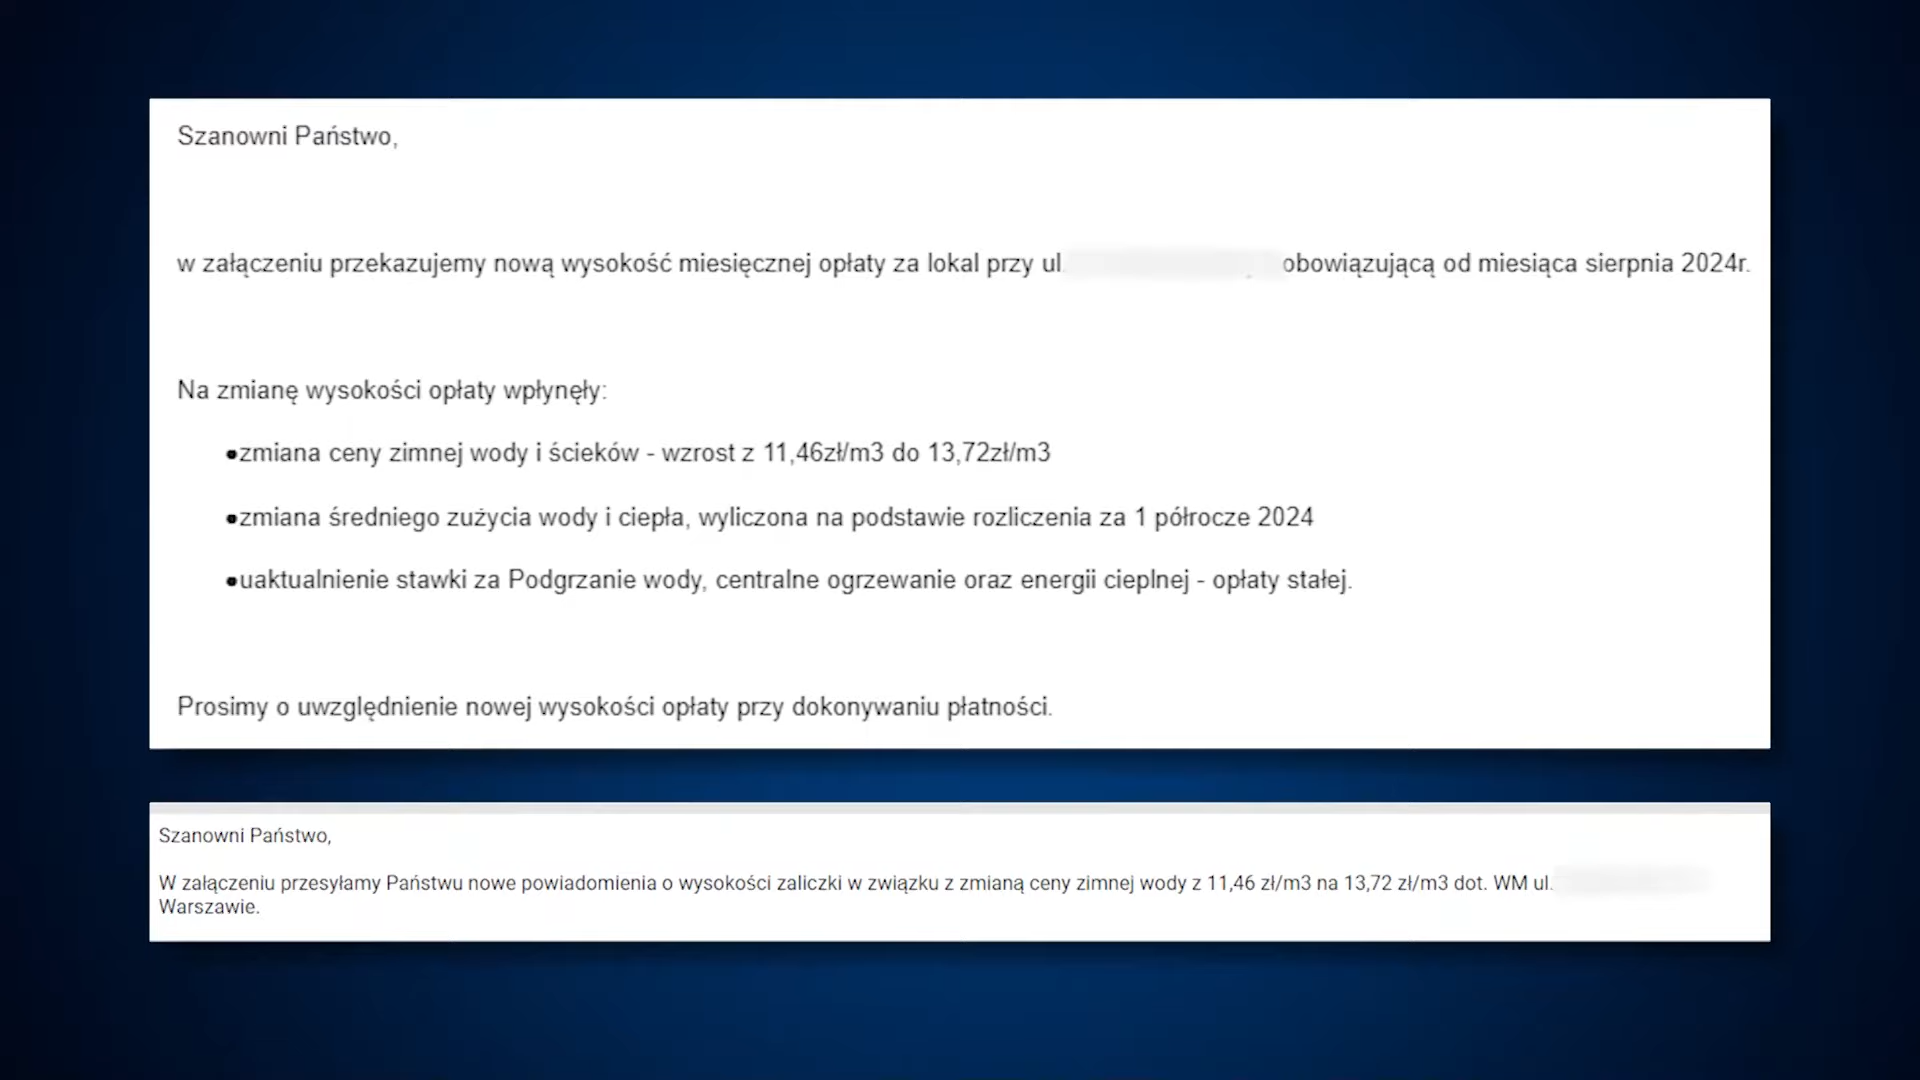 Szanowni Państwo,
w załączeniu przekazujemy nową wysokość miesięcznej opłaty za lokal przy ul. obowiązującą od miesiąca sierpnia 2024r.
Na zmianę wysokości opłaty wpłynęły:
●zmiana ceny zimnej wody i ścieków - wzrost z 11,46zł/m3 do 13,72zł/m3
●zmiana średniego zużycia wody i ciepła, wyliczona na podstawie rozliczenia za 1 półrocze 2024
●uaktualnienie stawki za Podgrzanie wody, centralne ogrzewanie oraz energii cieplnej - opłaty stałej.
Prosimy o uwzględnienie nowej wysokości opłaty przy dokonywaniu płatności.
Szanowni Państwo,
W załączeniu przesyłamy Państwu nowe powiadomienia o wysokości zaliczki w związku z zmianą ceny zimnej wody z 11,46 zł/m3 na 13,72 zł/m3 dot. WM ul.
Warszawie.